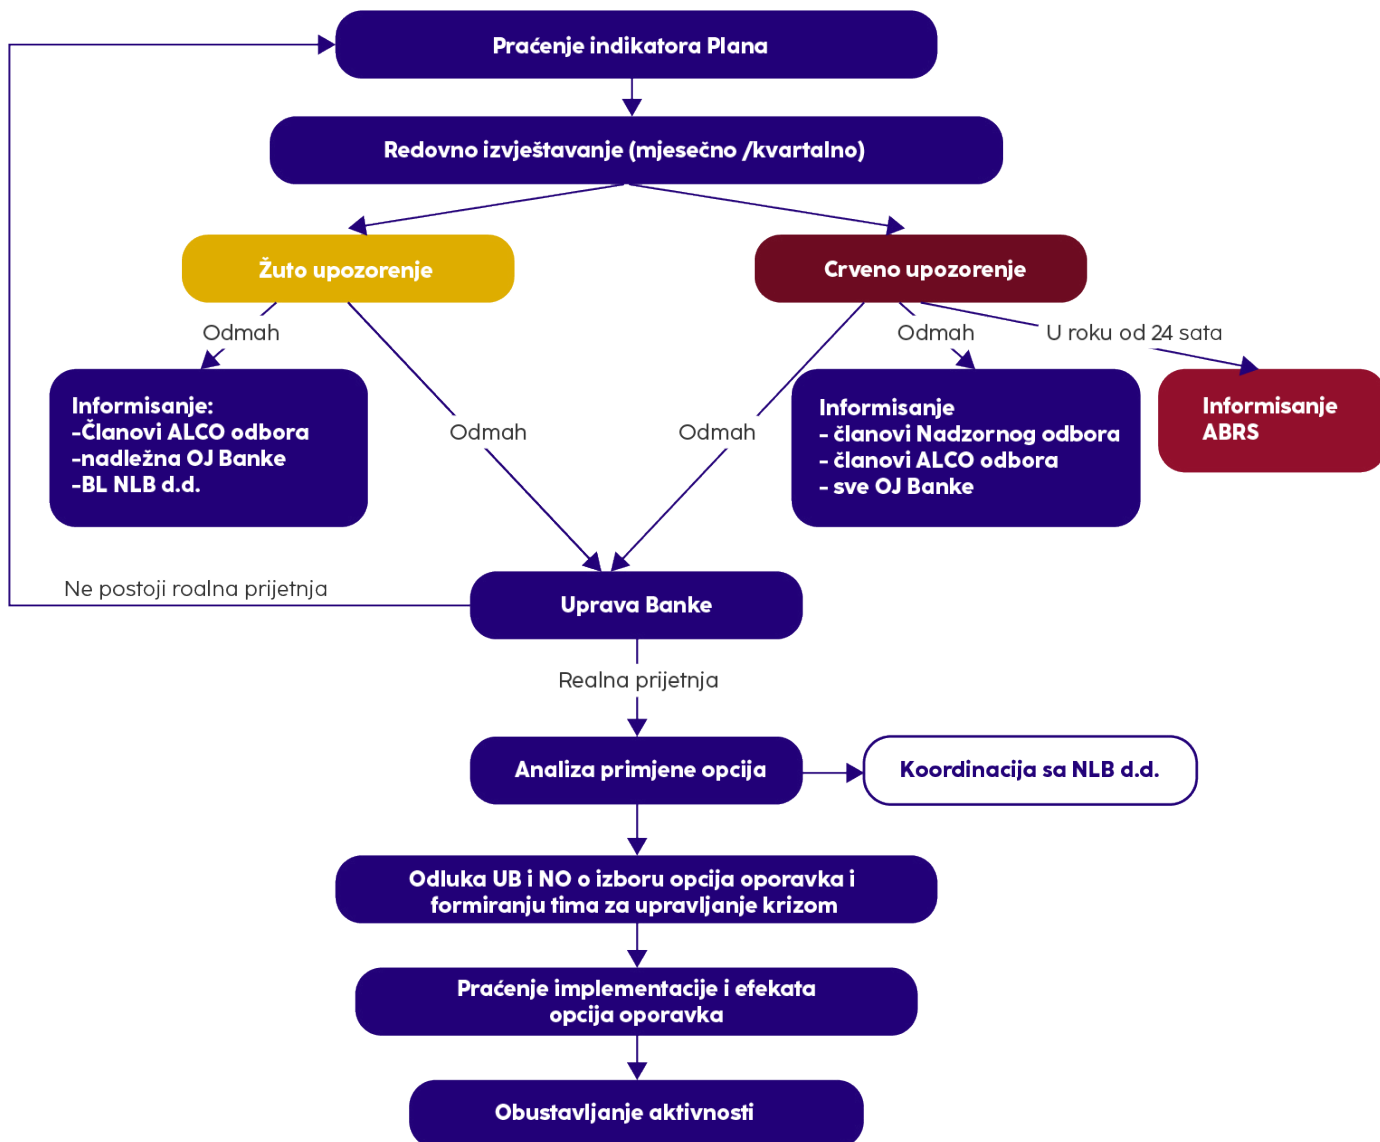 Praćenje indikatora Plana
Redovno izvještavanje (mjesečno /kvartalno)
Žuto upozorenje
Crveno upozorenje
Odmah
Odmah
U roku od 24 sata
Informisanje:
-Članovi ALCO odbora
-nadležna OJ Banke
-BL NLB d.d.
Odmah
Odmah
Informisanje
- članovi Nadzornog odbora
- članovi ALCO odbora
- sve OJ Banke
Informisanje
ABRS
Ne postoji roalna prijetnja
Uprava Banke
Realna prijetnja
Analiza primjene opcija
Koordinacija sa NLB d.d.
Odluka UB i NO o izboru opcija oporavka i
formiranju tima za upravljanje krizom
Praćenje implementacije i efekata
opcija oporavka
Obustavljanje aktivnosti